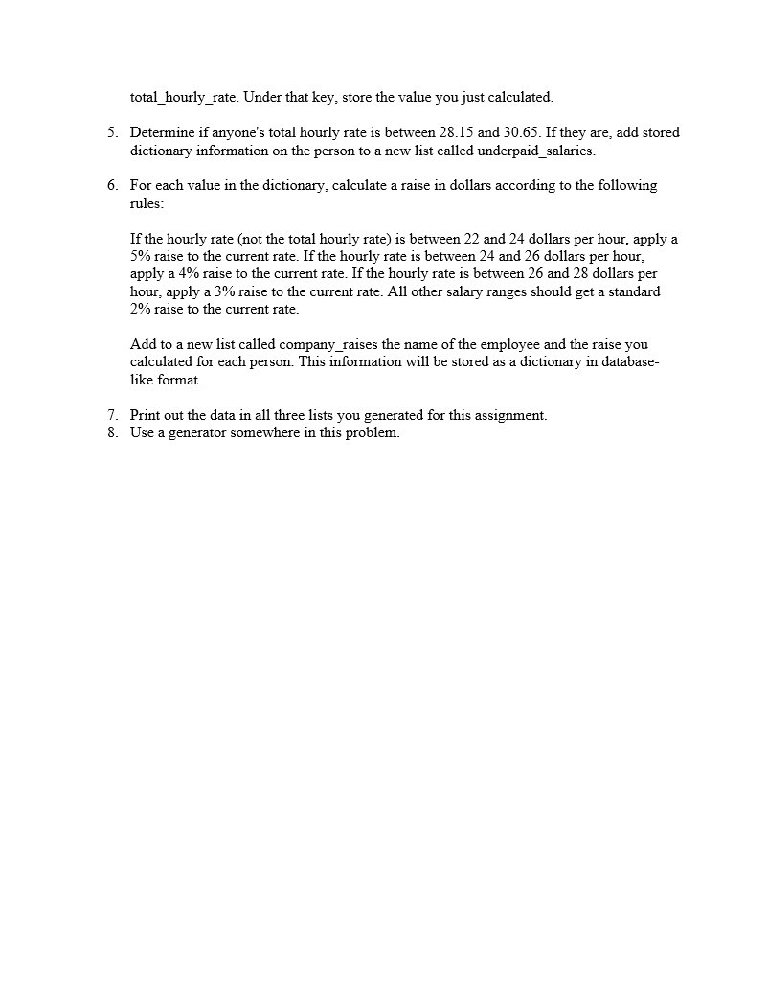 total_hourly_rate. Under that key, store the value you just calculated.
5. Determine if anyone's total hourly rate is between 28.15 and 30.65. If they are, add stored
dictionary information on the person to a new list called underpaid_salaries.
6. For each value in the dictionary, calculate a raise in dollars according to the following
rules:
If the hourly rate (not the total hourly rate) is between 22 and 24 dollars per hour, apply a
5% raise to the current rate. If the hourly rate is between 24 and 26 dollars per hour,
apply a 4% raise to the current rate. If the hourly rate is between 26 and 28 dollars per
hour, apply a 3% raise to the current rate. All other salary ranges should get a standard
2% raise to the current rate.
Add to a new list called company_raises the name of the employee and the raise you
calculated for each person. This information will be stored as a dictionary in database-
like format.
7. Print out the data in all three lists you generated for this assignment.
8. Use a generator somewhere in this problem.